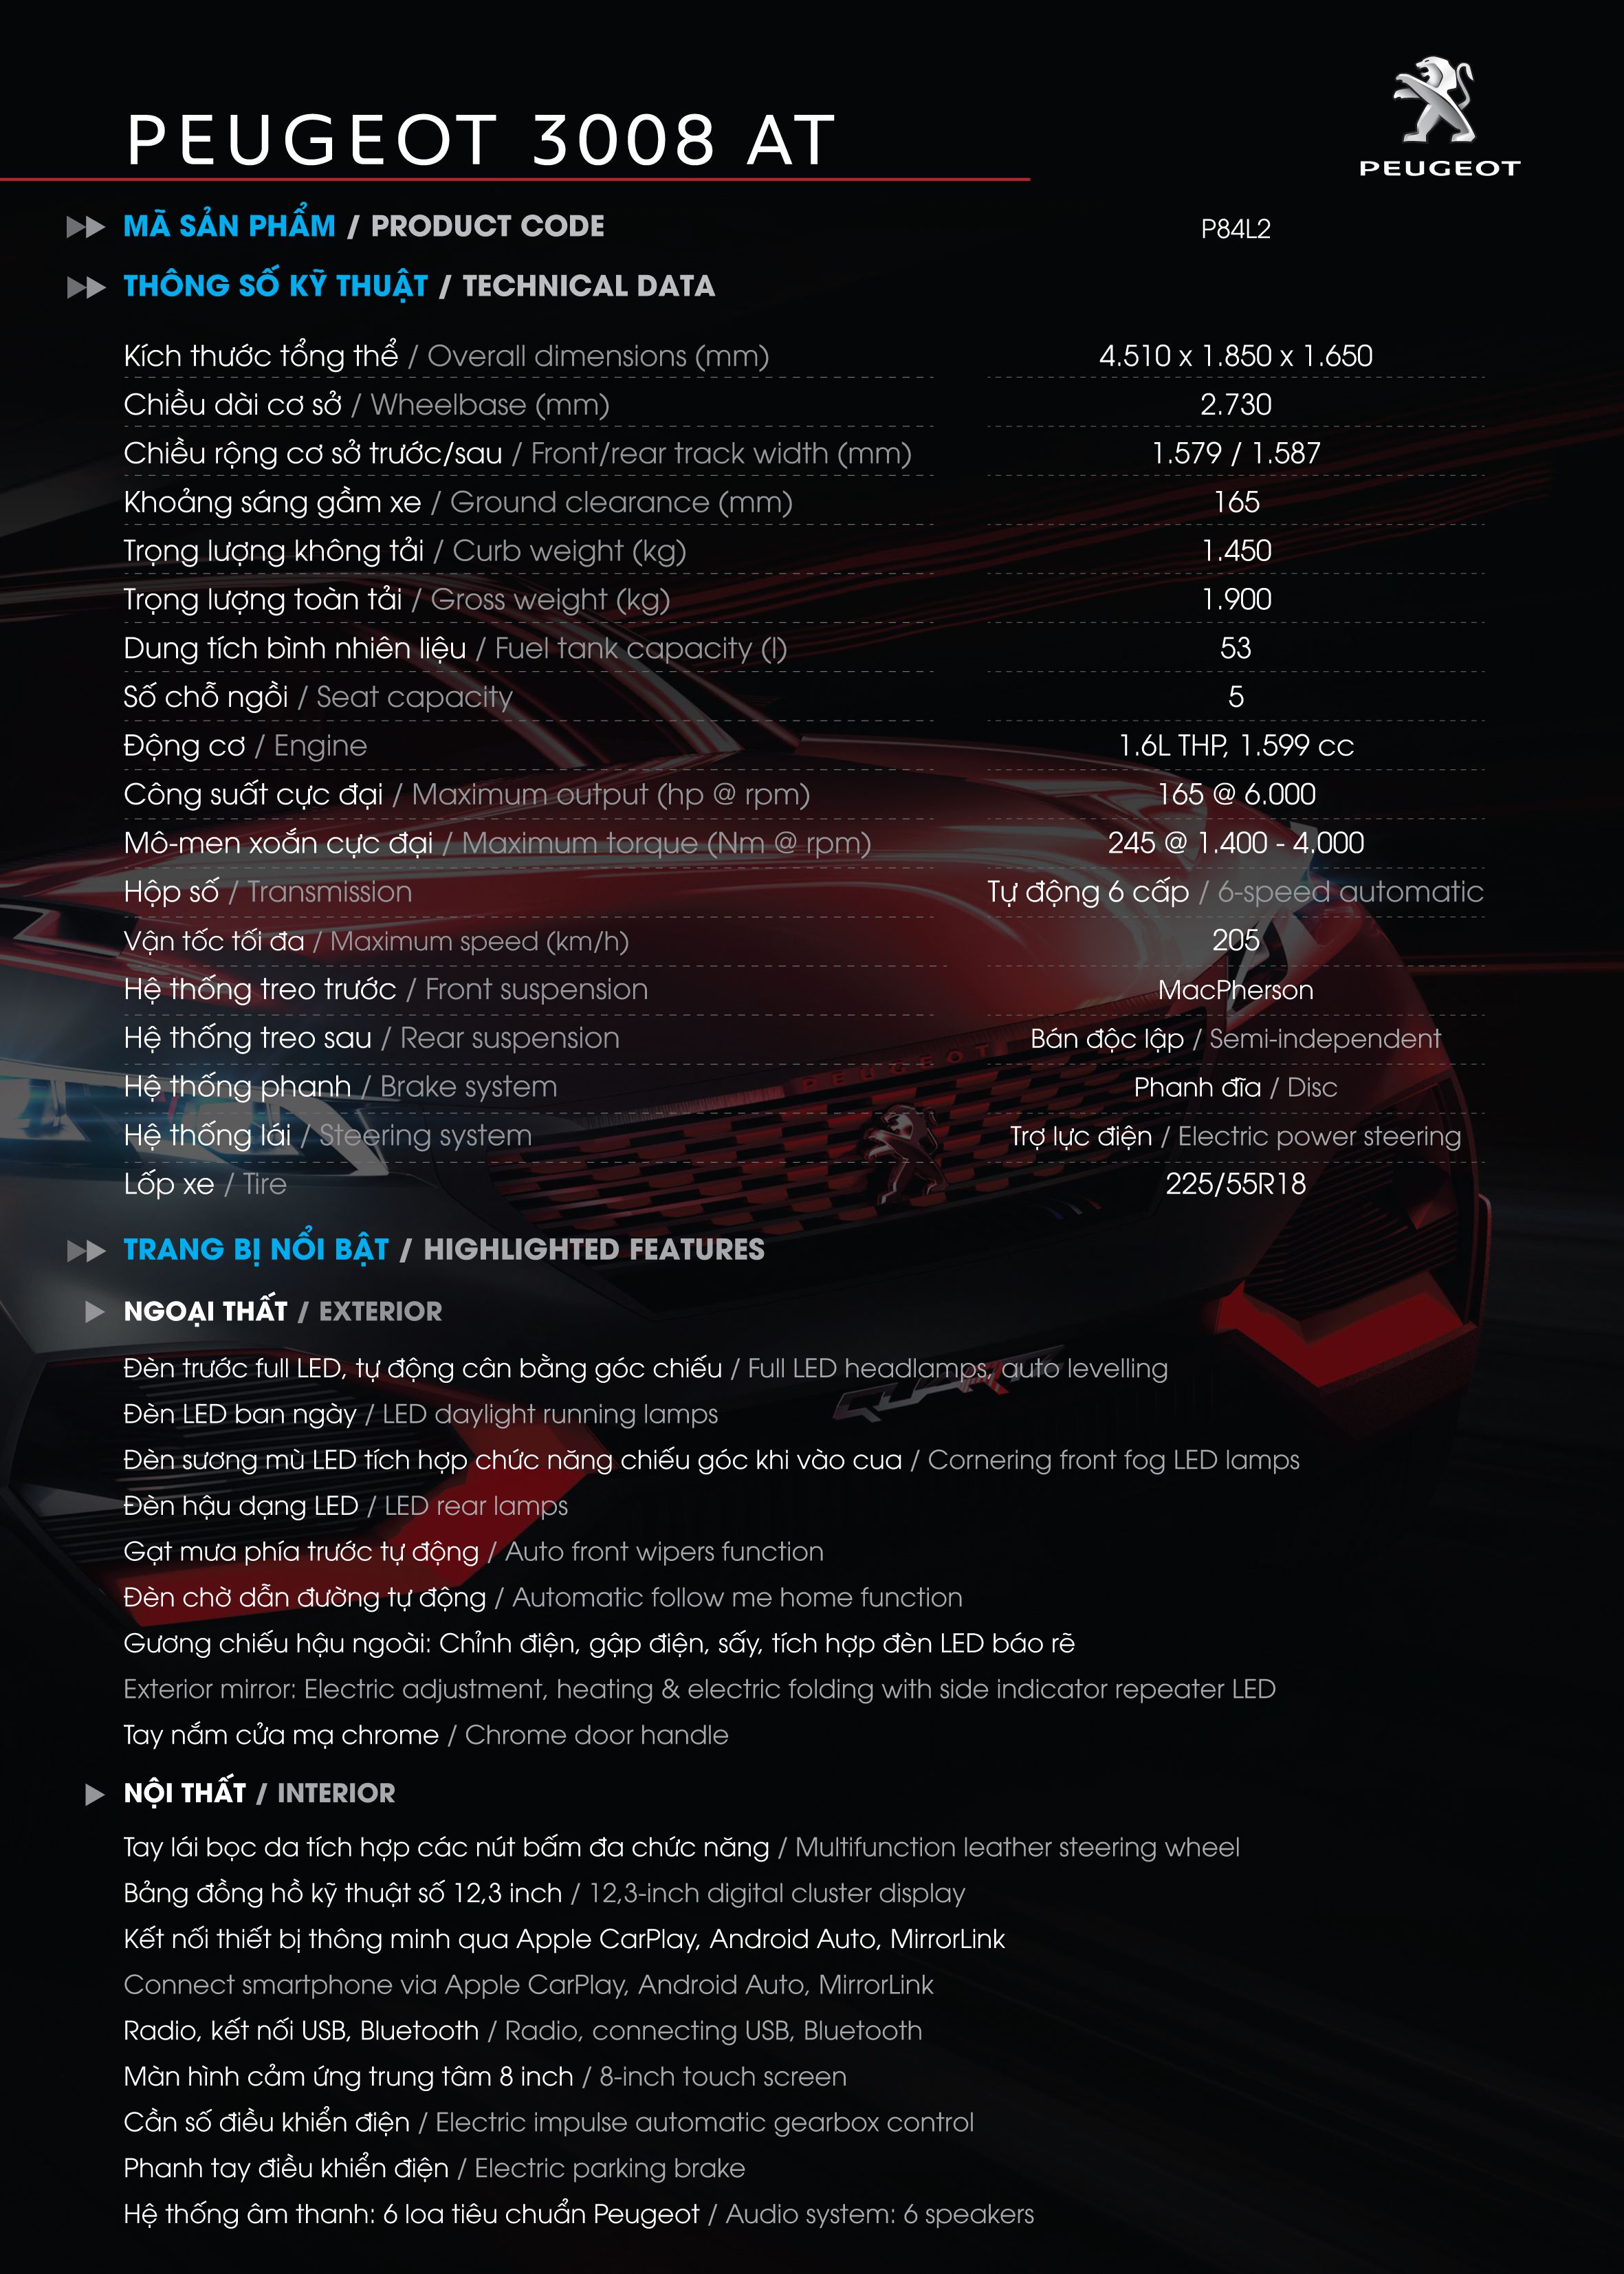 PEUGEOT 3008 AT
PEUGEOT
MÃ SẢN PHẨM / PRODUCT CODE P84L2
THÔNG SỐ KỸ THUẬT / TECHNICAL DATA
Kích thước tổng thể / Overall dimensions (mm) 4.510 x 1.850 x 1.650
Chiều dài cơ sở / Wheelbase (mm) 2.730
Chiều rộng cơ sở trước/sau / Front/rear track width (mm) 1.579 / 1.587
Khoảng sáng gầm xe / Ground clearance (mm) 165
Trọng lượng không tải / Curb weight (kg) 1.450
Trọng lượng toàn tải / Gross weight (kg) 1.900
Dung tích bình nhiên liệu / Fuel tank capacity (l) 53
Số chỗ ngồi / Seat capacity 5
Động cơ / Engine 1.6L THP, 1.599 cc
Công suất cực đại / Maximum output (hp @ rpm) 165 @ 6.000
Mô-men xoắn cực đại / Maximum torque (Nm @ rpm) 245 @ 1.400 - 4.000
Hộp số / Transmission Tự động 6 cấp / 6-speed automatic
Vận tốc tối đa / Maximum speed (km/h) 205
Hệ thống treo trước / Front suspension MacPherson
Hệ thống treo sau / Rear suspension Bán độc lập / Semi-independent
PEUGEOT
Hệ thống phanh / Brake system Phanh đĩa / Disc
Hệ thống lái / Steering system Trợ lực điện / Electric power steering
Lốp xe / Tire 225/55R18
TRANG BỊ NỔI BẬT / HIGHLIGHTED FEATURES
NGOẠI THẤT / EXTERIOR
Đèn trước full LED, tự động cân bằng góc chiếu / Full LED headlamps, auto levelling
Đèn LED ban ngày / LED daylight running lamps
Đèn sương mù LED tích hợp chức năng chiếu góc khi vào cua / Cornering front fog LED lamps
Đèn hậu dạng LED / LED rear lamps
Gạt mưa phía trước tự động / Auto front wipers function
Đèn chờ dẫn đường tự động / Automatic follow me home function
Gương chiếu hậu ngoài: Chỉnh điện, gập điện, sấy, tích hợp đèn LED báo rẽ
Exterior mirror: Electric adjustment, heating & electric folding with side indicator repeater LED
Tay nắm cửa mạ chrome / Chrome door handle
NỘI THẤT / INTERIOR
Tay lái bọc da tích hợp các nút bấm đa chức năng / Multifunction leather steering wheel
Bảng đồng hồ kỹ thuật số 12,3 inch / 12,3-inch digital cluster display
Kết nối thiết bị thông minh qua Apple CarPlay, Android Auto, MirrorLink
Connect smartphone via Apple CarPlay, Android Auto, MirrorLink
Radio, kết nối USB, Bluetooth / Radio, connecting USB, Bluetooth
Màn hình cảm ứng trung tâm 8 inch / 8-inch touch screen
Cần số điều khiển điện / Electric impulse automatic gearbox control
Phanh tay điều khiển điện / Electric parking brake
Hệ thống âm thanh: 6 loa tiêu chuẩn Peugeot / Audio system: 6 speakers